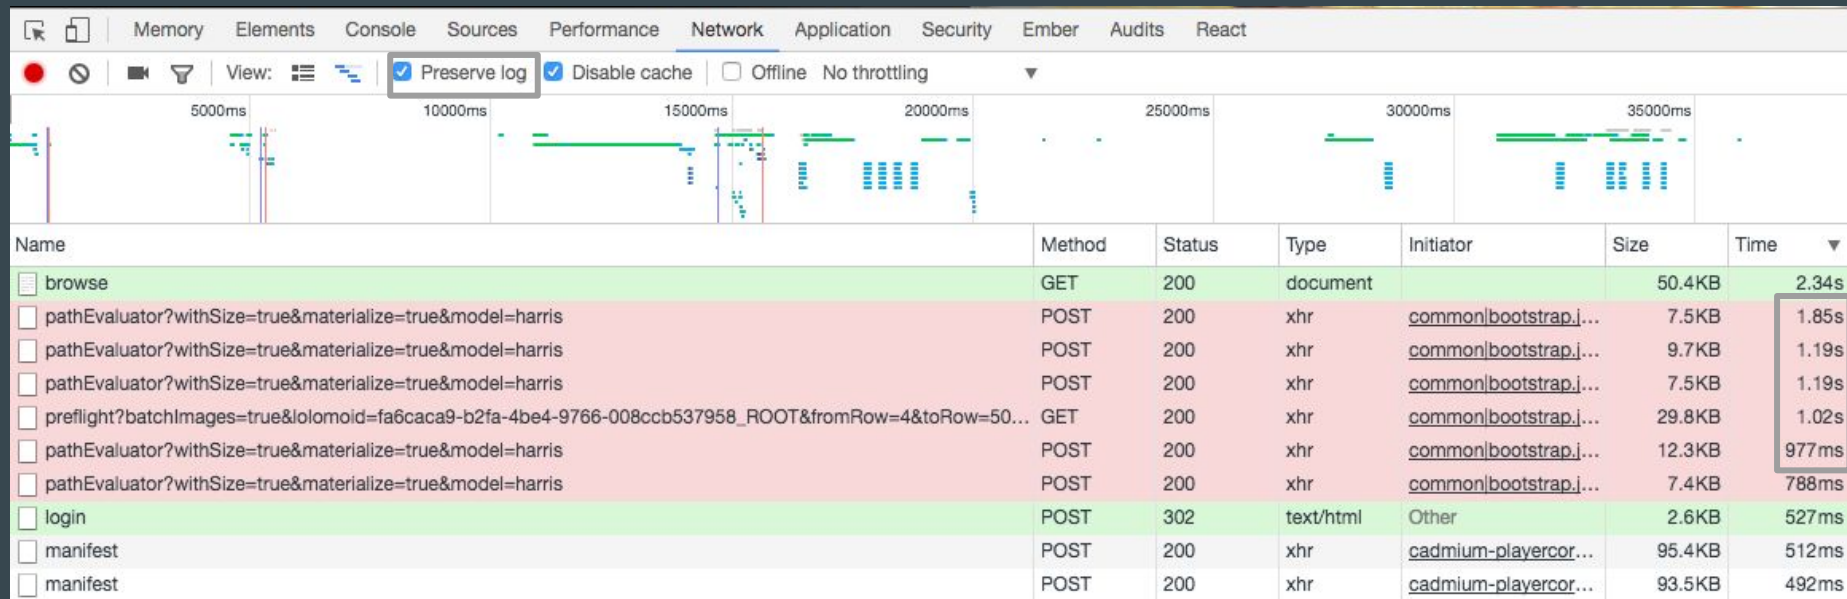 Memory Elements Console Sources Performance Network Application Security Ember Audits React
View: Preserve log Disable cache Offline No throttling ▼
5000ms 10000ms 15000ms 20000ms 25000ms 30000ms 35000ms
Name Method Status Type Initiator Size Time ▼
browse GET 200 document 50.4KB 2.34s
pathEvaluator?withSize=true&materialize=true&model=harris POST 200 xhr common|bootstrap.j... 7.5KB 1.85s
pathEvaluator?withSize=true&materialize=true&model=harris POST 200 xhr common|bootstrap.j... 9.7KB 1.19s
pathEvaluator?withSize=true&materialize=true&model=harris POST 200 xhr common|bootstrap.j... 7.5KB 1.19s
preflight?batchImages=true&lolomoid=fa6caca9-b2fa-4be4-9766-008ccb537958_ROOT&fromRow=4&toRow=50... GET 200 xhr common|bootstrap.j... 29.8KB 1.02s
pathEvaluator?withSize=true&materialize=true&model=harris POST 200 xhr common|bootstrap.j... 12.3KB 977ms
pathEvaluator?withSize=true&materialize=true&model=harris POST 200 xhr common|bootstrap.j... 7.4KB 788ms
login POST 302 text/html Other 2.6KB 527ms
manifest POST 200 xhr cadmium-playercor... 95.4KB 512ms
manifest POST 200 xhr cadmium-playercor... 93.5KB 492ms